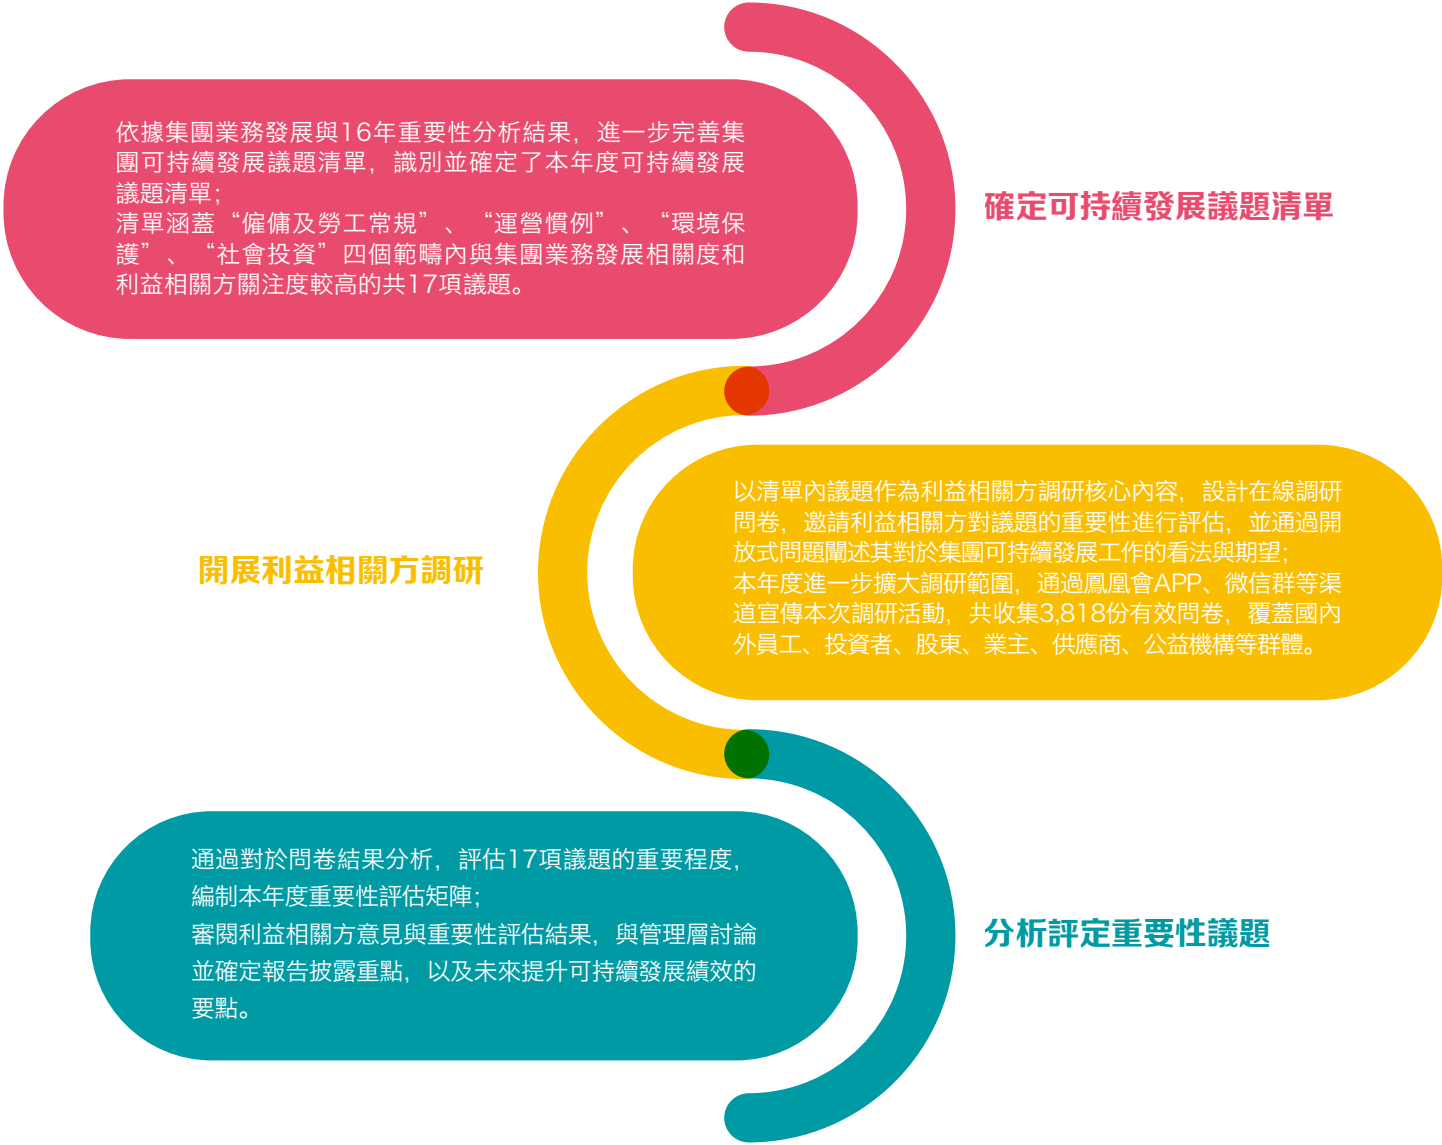 依據集團業務發展與16年重要性分析結果，進一步完善集
團可持續發展議題清單，識別並確定了本年度可持續發展
議題清單；
清單涵蓋“僱傭及勞工常規”、“運營慣例”、“環境保
護”、“社會投資”四個範疇內與集團業務發展相關度和
利益相關方關注度較高的共17項議題。
確定可持續發展議題清單
開展利益相關方調研
以清單內議題作為利益相關方調研核心內容，設計在線調研
問卷，邀請利益相關方對議題的重要性進行評估，並通過開
放式問題闡述其對於集團可持續發展工作的看法與期望；
本年度進一步擴大調研範圍，通過鳳凰會APP、微信群等渠
道宣傳本次調研活動，共收集3,818份有效問卷，覆蓋國內
外員工、投資者、股東、業主、供應商、公益機構等群體。
通過對於問卷結果分析，評估17項議題的重要程度，
編制本年度重要性評估矩陣；
審閱利益相關方意見與重要性評估結果，與管理層討論
並確定報告披露重點，以及未來提升可持續發展績效的
要點。
分析評定重要性議題